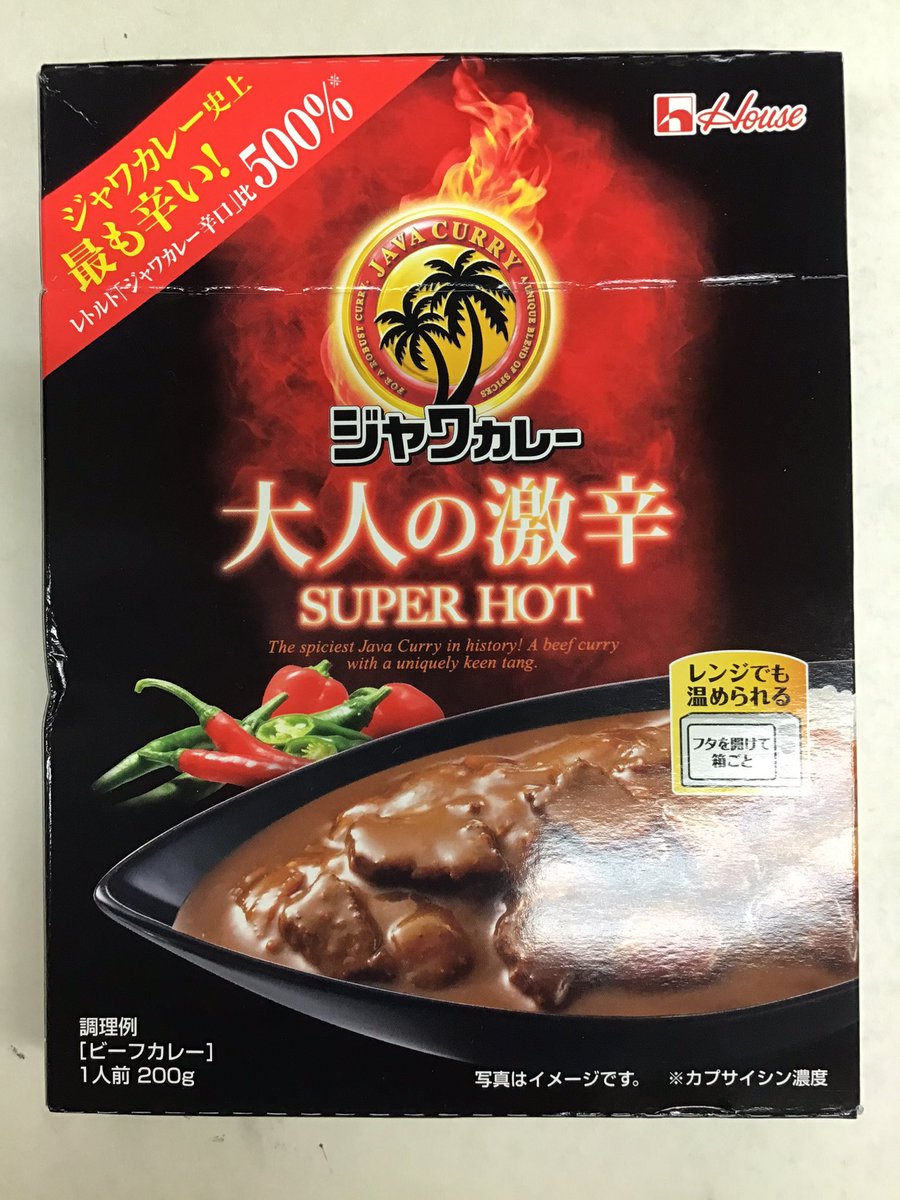 ジャワカレー史上
最も辛い!
レトルト「ジャワカレー辛口」比500%※
House
JAVA CURRY
FOR A ROBUST CURRY・A UNIQUE BLEND OF SPICES
ジャワカレー
大人の激辛
SUPER HOT
The spiciest Java Curry in history! A beef curry
with a uniquely keen tang.
レンジでも
温められる
フタを開けて
箱ごと
調理例
[ビーフカレー]
1人前 200g
写真はイメージです。 ※カプサイシン濃度